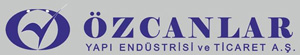 ÖZCANLAR
YAPI ENDÜSTRİSİ ve TİCARET A.Ş.